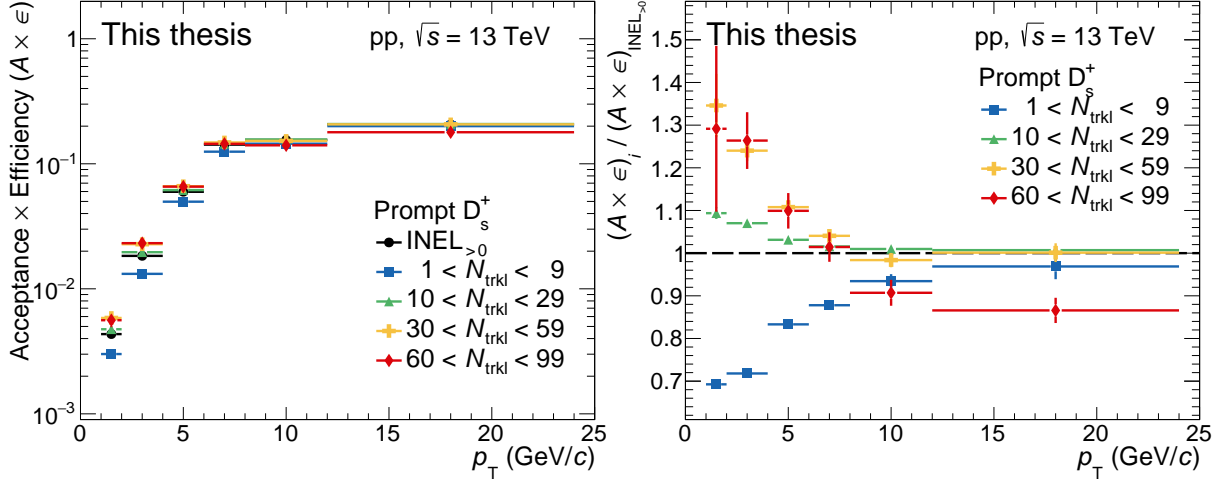 This thesis
pp, √s = 13 TeV
Acceptance × Efficiency (A × ϵ)
1
10⁻¹
10⁻²
10⁻³
Prompt D⁺ₛ
INEL>0
1 < Ntrkl < 9
10 < Ntrkl < 29
30 < Ntrkl < 59
60 < Ntrkl < 99
0 5 10 15 20 25
pT (GeV/c)
This thesis
pp, √s = 13 TeV
(A × ϵ)i / (A × ϵ)INEL>0
1.5
1.4
1.3
1.2
1.1
1
0.9
0.8
0.7
Prompt D⁺ₛ
1 < Ntrkl < 9
10 < Ntrkl < 29
30 < Ntrkl < 59
60 < Ntrkl < 99
0 5 10 15 20 25
pT (GeV/c)